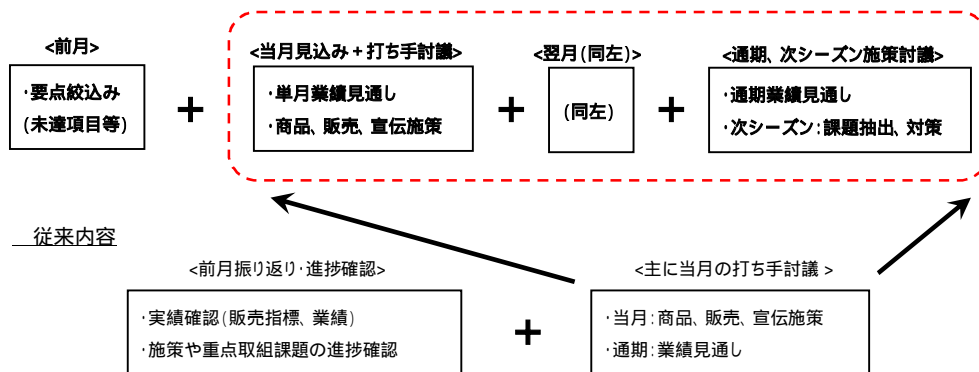 <前月>
・要点絞込み
(未達項目等)
+
<当月見込み+打ち手討議>
・単月業績見通し
・商品、販売、宣伝施策
+
<翌月(同左)>
(同左)
+
<通期、次シーズン施策討議>
・通期業績見通し
・次シーズン:課題抽出、対策
従来内容
<前月振り返り・進捗確認>
・実績確認(販売指標、業績)
・施策や重点取組課題の進捗確認
+
<主に当月の打ち手討議 >
・当月:商品、販売、宣伝施策
・通期:業績見通し